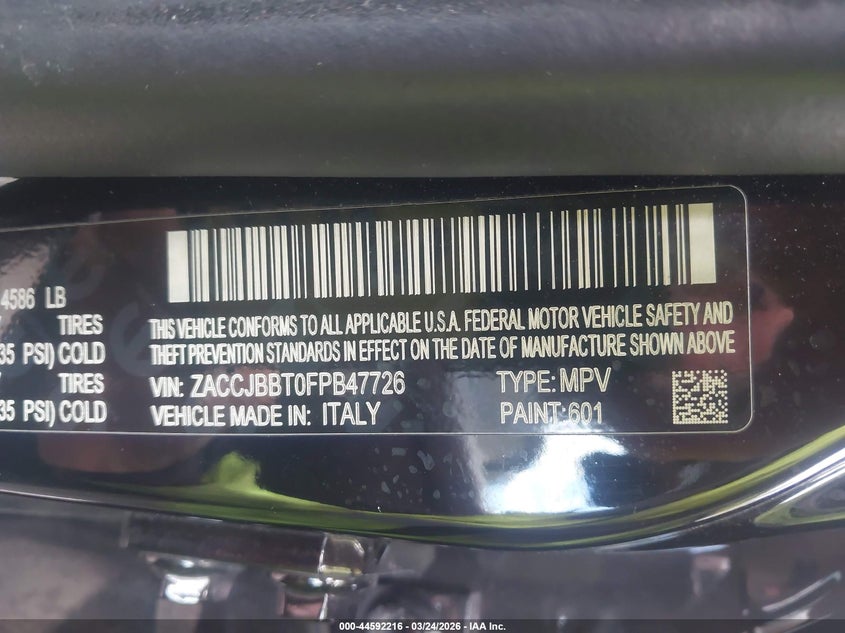 4586 LB
TIRES
35 PSI) COLD
TIRES
35 PSI) COLD
THIS VEHICLE CONFORMS TO ALL APPLICABLE U.S.A. FEDERAL MOTOR VEHICLE SAFETY AND
THEFT PREVENTION STANDARDS IN EFFECT ON THE DATE OF MANUFACTURE SHOWN ABOVE
VIN: ZACCJBBT0FPB47726 TYPE: MPV
VEHICLE MADE IN: ITALY PAINT: 601
000-44592216 - 03/24/2026 - IAA Inc.